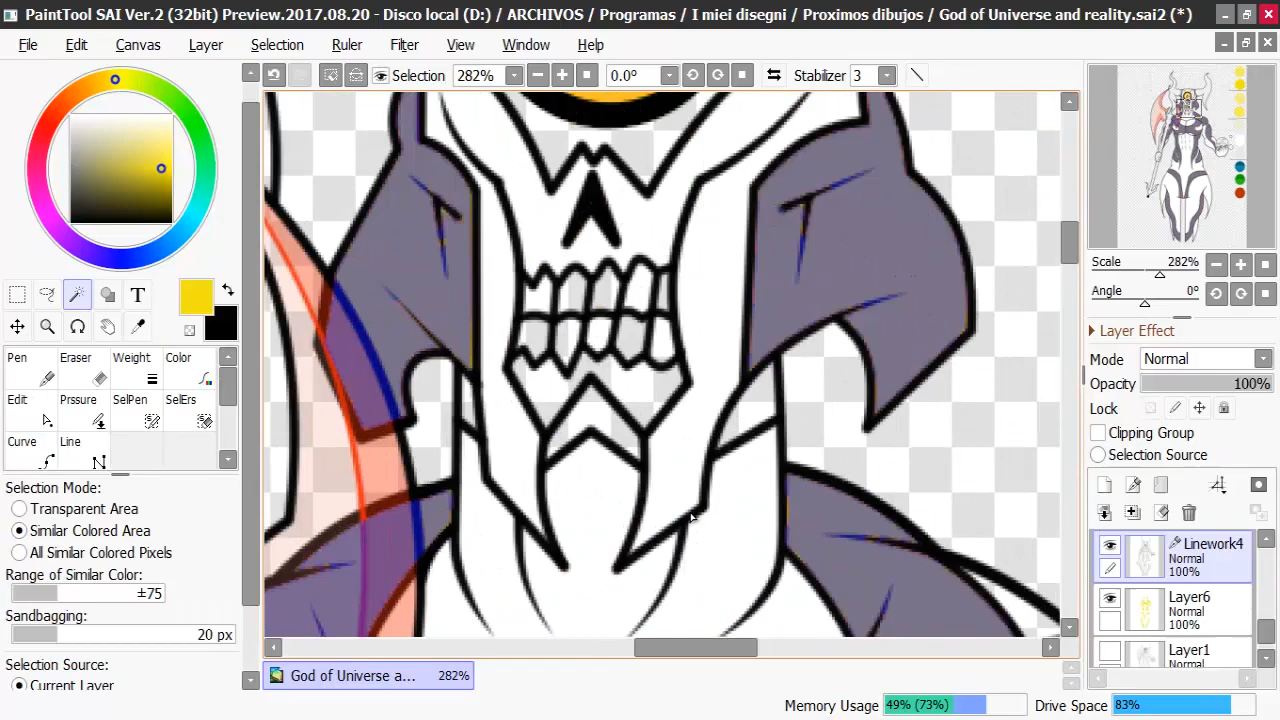 PaintTool SAI Ver.2 (32bit) Preview.2017.08.20 - Disco local (D:) / ARCHIVOS / Programas / I miei disegni / Proximos dibujos / God of Universe and reality.sai2 (*)
File Edit Canvas Layer Selection Ruler Filter View Window Help
Selection 282% 0.0° Stabilizer 3
T
Pen Eraser Weight Color
Edit Prssure SelPen SelErs
Curve Line
Selection Mode:
Transparent Area
Similar Colored Area
All Similar Colored Pixels
Range of Similar Color:
±75
Sandbagging
20 px
Selection Source:
Current Layer
Scale 282%
Angle 0°
Layer Effect
Mode Normal
Opacity 100%
Lock
Clipping Group
Selection Source
Linework4
Normal
100%
Layer6
Normal
100%
Layer1
Normal
God of Universe a... 282%
Memory Usage 49% (73%) Drive Space 83%